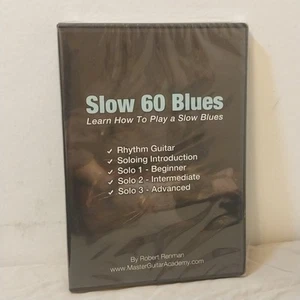 Slow 60 Blues
Learn How To Play a Slow Blues
✓ Rhythm Guitar
✓ Soloing Introduction
✓ Solo 1 - Beginner
✓ Solo 2 - Intermediate
✓ Solo 3 - Advanced
By Robert Renman
www.MasterGuitarAcademy.com